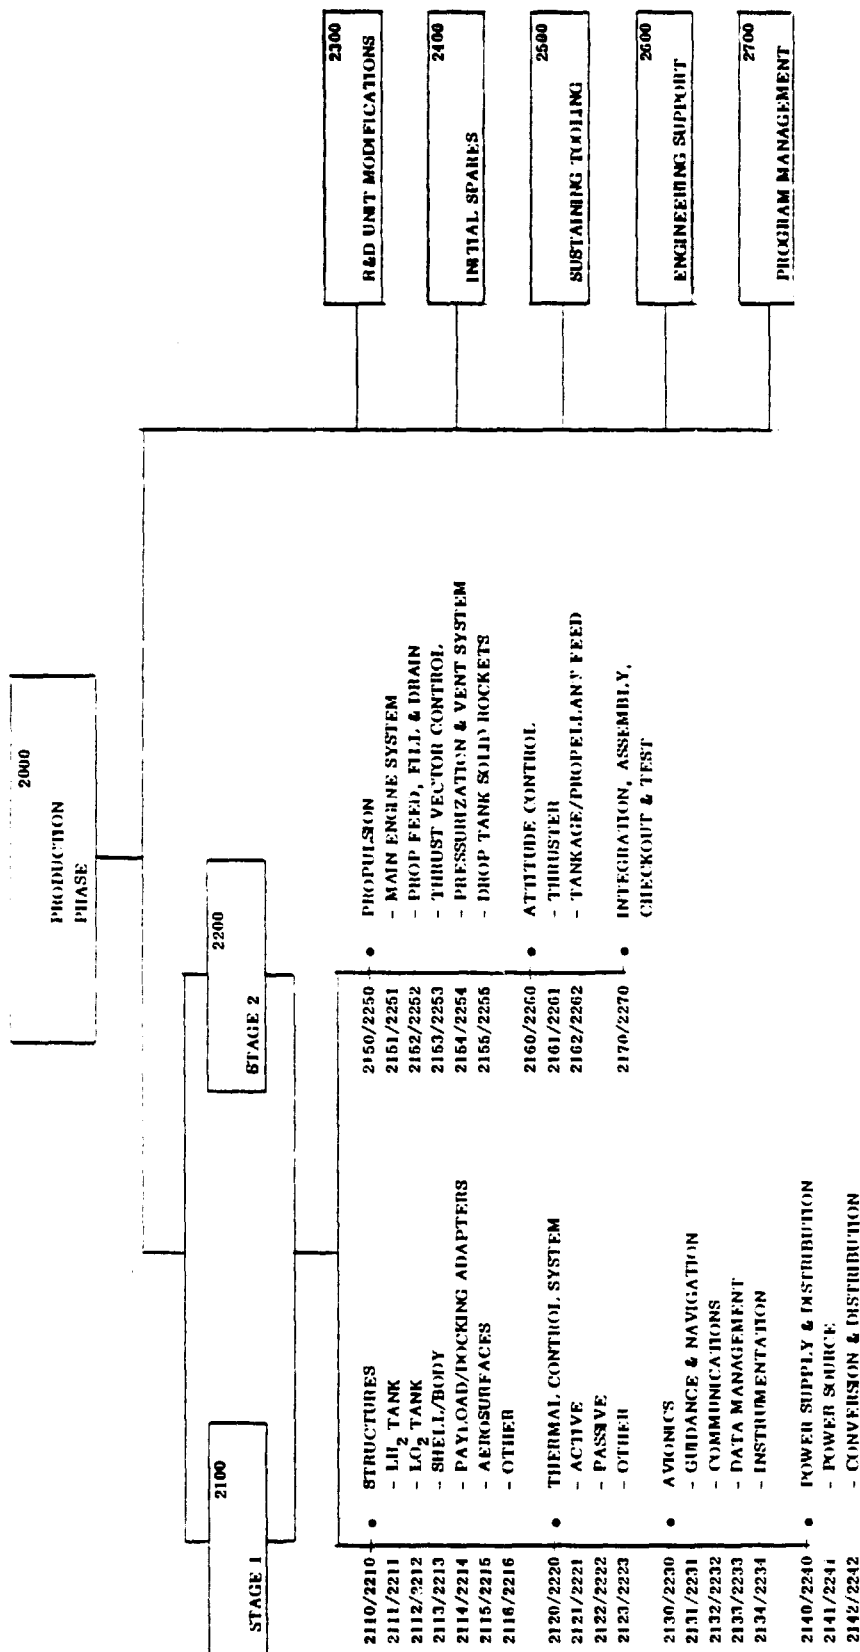 2000
PRODUCTION
PHASE
2100
STAGE 1
2200
STAGE 2
2110/2210 • STRUCTURES
2111/2211 - LH2 TANK
2112/2212 - LO2 TANK
2113/2213 - SHELL/BODY
2114/2214 - PAYLOAD/DOCKING ADAPTERS
2115/2215 - AEROSURFACES
2116/2216 - OTHER
2120/2220 • THERMAL CONTROL SYSTEM
2121/2221 - ACTIVE
2122/2222 - PASSIVE
2123/2223 - OTHER
2130/2230 • AVIONICS
2131/2231 - GUIDANCE & NAVIGATION
2132/2232 - COMMUNICATIONS
2133/2233 - DATA MANAGEMENT
2134/2234 - INSTRUMENTATION
2140/2240 • POWER SUPPLY & DISTRIBUTION
2141/2241 - POWER SOURCE
2142/2242 - CONVERSION & DISTRIBUTION
2150/2250 • PROPULSION
2151/2251 - MAIN ENGINE SYSTEM
2152/2252 - PROP FEED, FILL & DRAIN
2153/2253 - THRUST VECTOR CONTROL
2154/2254 - PRESSURIZATION & VENT SYSTEM
2155/2255 - DROP TANK SOLID ROCKETS
2160/2260 • ATTITUDE CONTROL
2161/2261 - THRUSTER
2162/2262 - TANKAGE/PROPELLANT FEED
2170/2270 • INTEGRATION, ASSEMBLY,
CHECKOUT & TEST
2300
R&D UNIT MODIFICATIONS
2400
INITIAL SPARES
2500
SUSTAINING TOOLING
2600
ENGINEERING SUPPORT
2700
PROGRAM MANAGEMENT